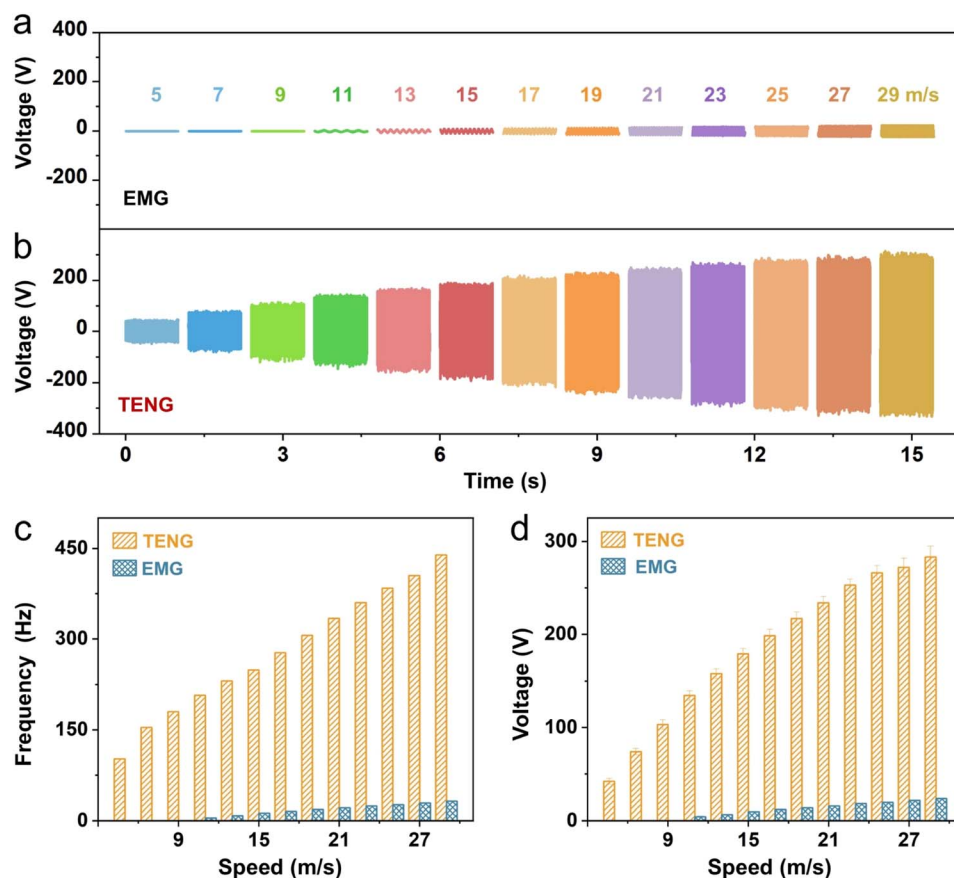 a
400
200
0
-200
Voltage (V)
5 7 9 11 13 15 17 19 21 23 25 27 29 m/s
EMG
b
200
0
-200
-400
Voltage (V)
TENG
0 3 6 9 12 15
Time (s)
c
450
300
150
0
Frequency (Hz)
TENG
EMG
9 15 21 27
Speed (m/s)
d
300
200
100
0
Voltage (V)
TENG
EMG
9 15 21 27
Speed (m/s)